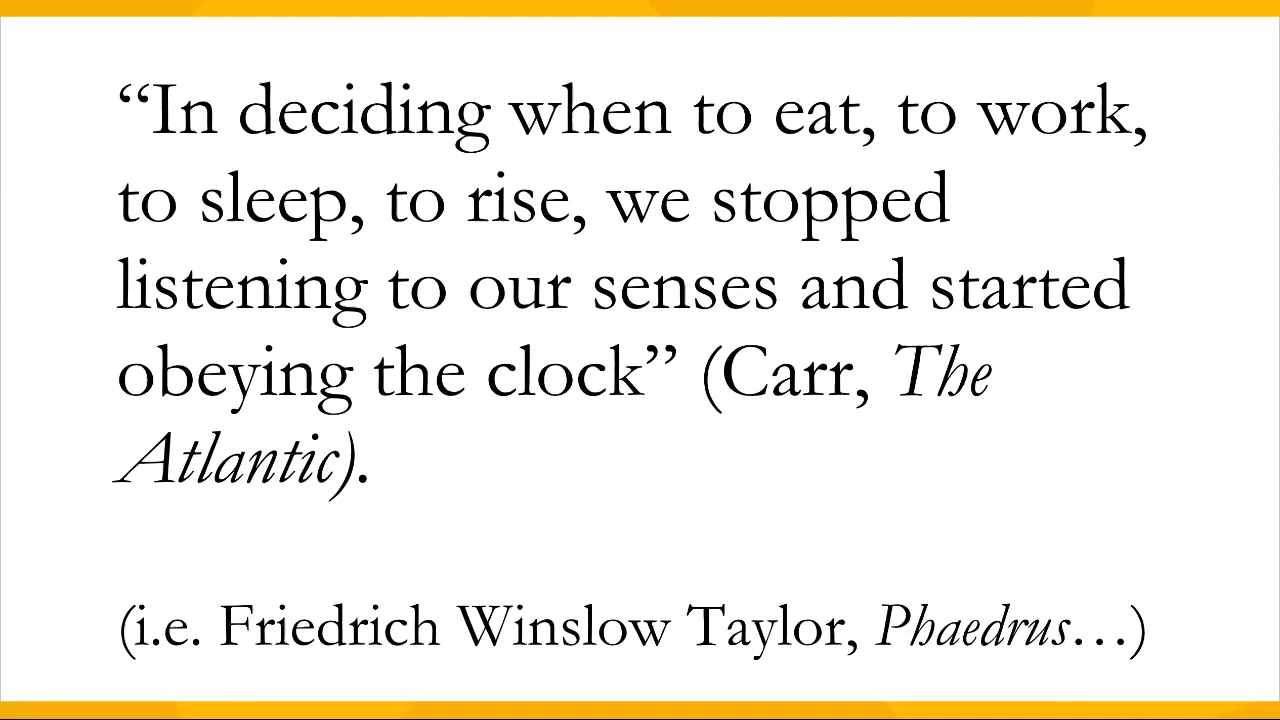 “In deciding when to eat, to work,
to sleep, to rise, we stopped
listening to our senses and started
obeying the clock” (Carr, The
Atlantic).
(i.e. Friedrich Winslow Taylor, Phaedrus…)